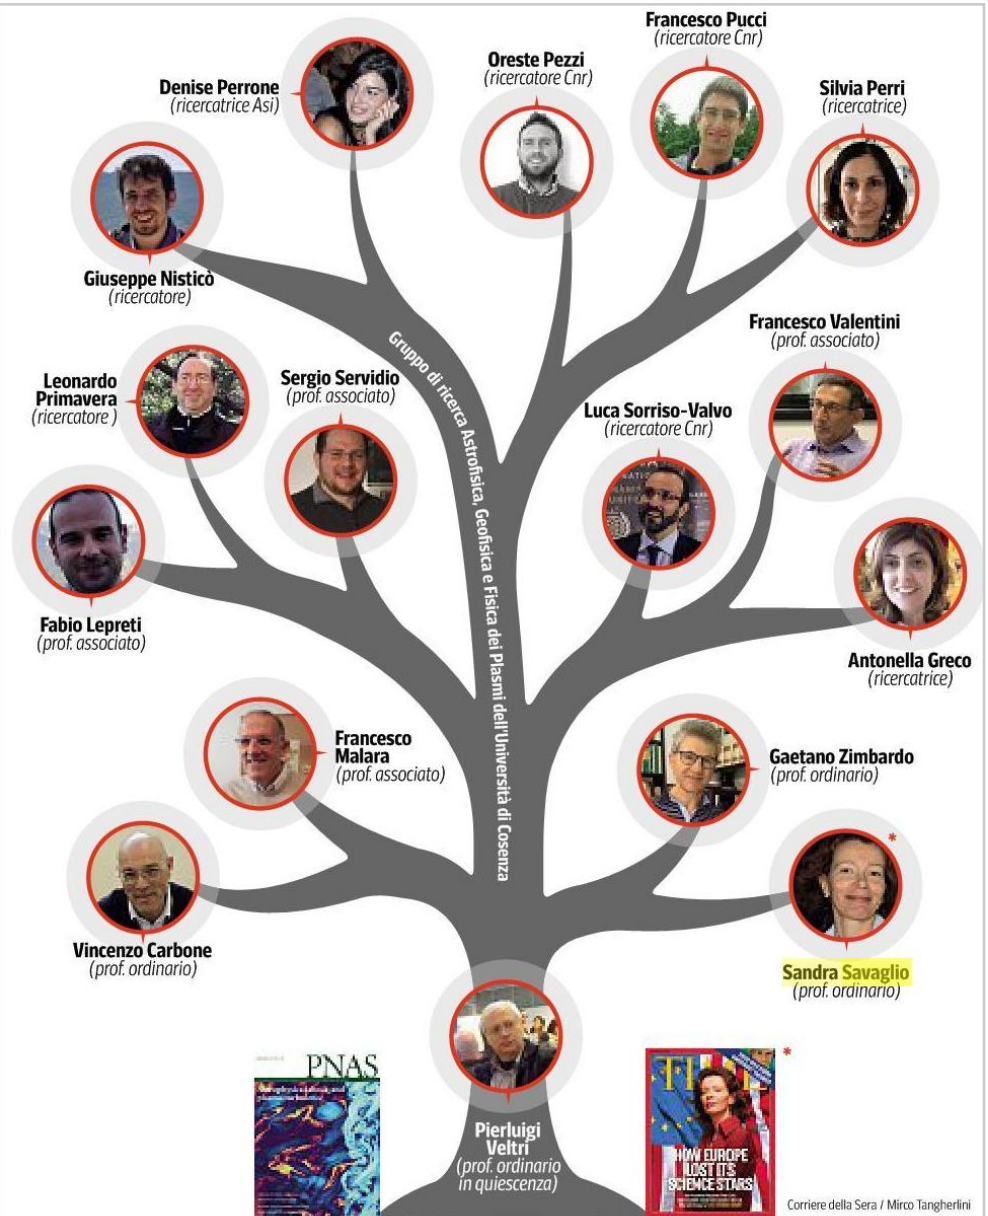 Francesco Pucci
(ricercatore Cnr)
Oreste Pezzi
(ricercatore Cnr)
Denise Perrone
(ricercatrice Asi)
Silvia Perri
(ricercatrice)
Giuseppe Nisticò
(ricercatore)
Francesco Valentini
(prof. associato)
Leonardo
Primavera
(ricercatore )
Sergio Servidio
(prof. associato)
Luca Sorriso-Valvo
(ricercatore Cnr)
Gruppo di ricerca Astrofisica, Geofisica e Fisica dei Plasmi dell'Università di Cosenza
Fabio Lepreti
(prof. associato)
Antonella Greco
(ricercatrice)
Francesco
Malara
(prof. associato)
Gaetano Zimbardo
(prof. ordinario)
*
Vincenzo Carbone
(prof. ordinario)
Sandra Savaglio
(prof. ordinario)
PNAS
TIME
*
HOW EUROPE
LOST ITS
SCIENCE STARS
Pierluigi
Veltri
(prof. ordinario
in quiescenza)
Corriere della Sera / Mirco Tangherlini